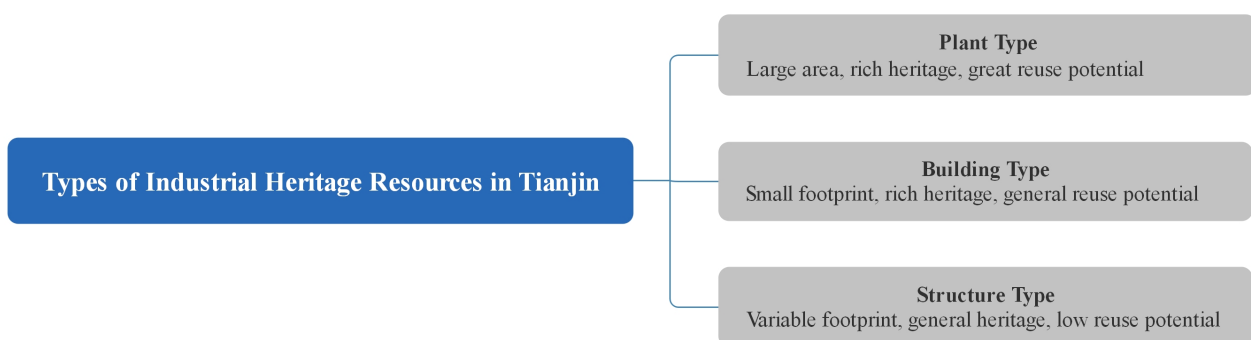 Types of Industrial Heritage Resources in Tianjin
Plant Type
Large area, rich heritage, great reuse potential
Building Type
Small footprint, rich heritage, general reuse potential
Structure Type
Variable footprint, general heritage, low reuse potential